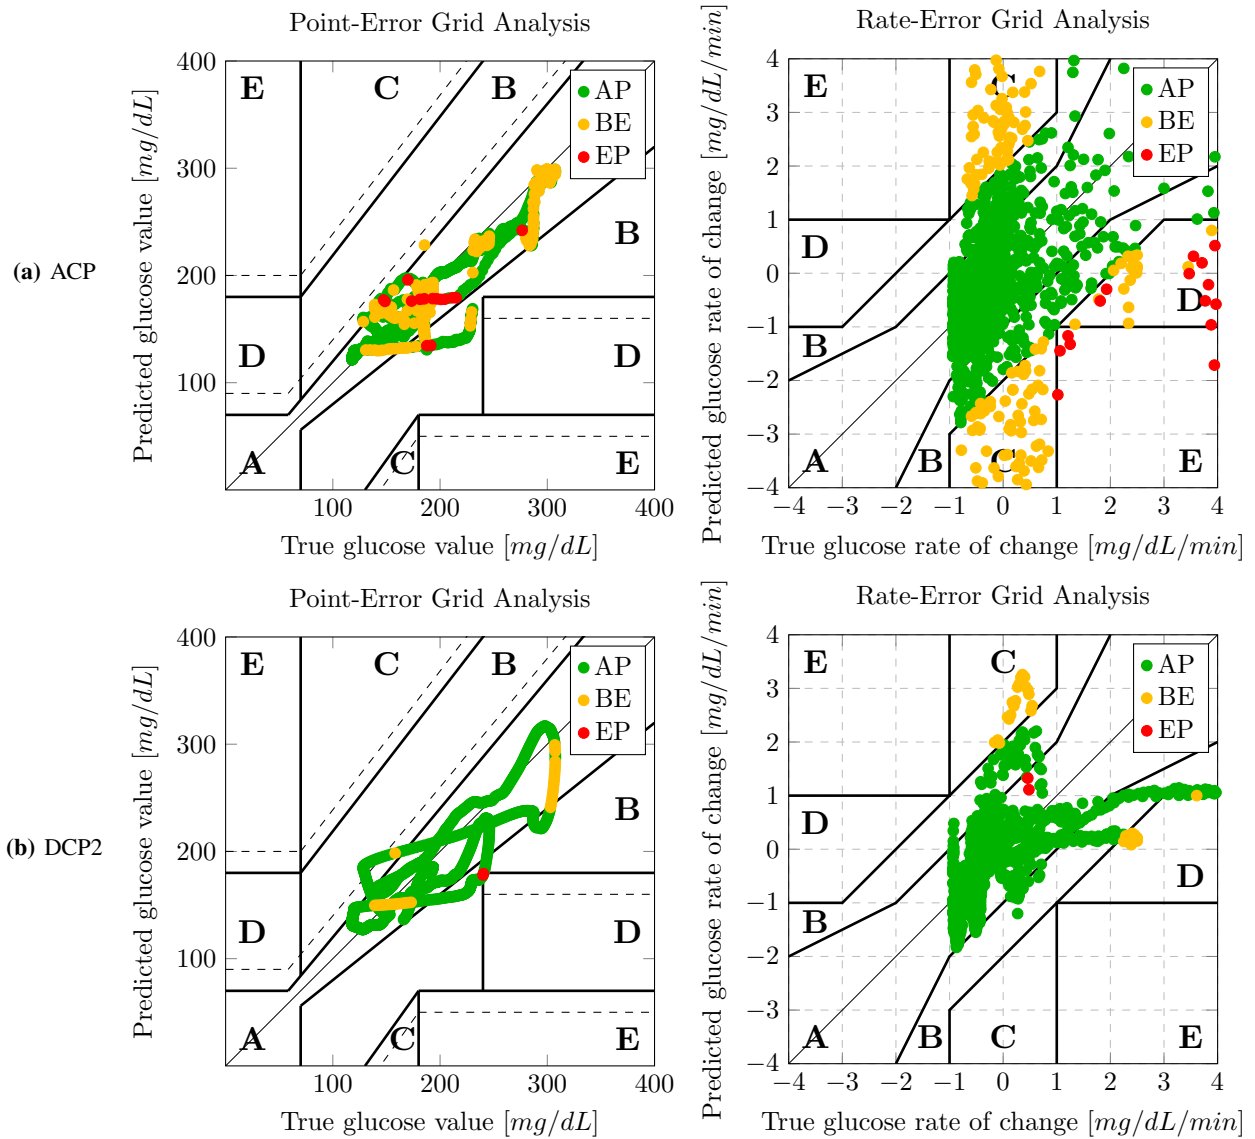 Point-Error Grid Analysis
Predicted glucose value [mg/dL]
400
300
200
100
E
C
B
B
D
D
A
C
E
AP
BE
EP
100 200 300 400
True glucose value [mg/dL]
Rate-Error Grid Analysis
Predicted glucose rate of change [mg/dL/min]
4
3
2
1
0
−1
−2
−3
−4
E
C
D
B
D
A
B
C
E
AP
BE
EP
−4 −3 −2 −1 0 1 2 3 4
True glucose rate of change [mg/dL/min]
(a) ACP
Point-Error Grid Analysis
Predicted glucose value [mg/dL]
400
300
200
100
E
C
B
B
D
D
A
C
E
AP
BE
EP
100 200 300 400
True glucose value [mg/dL]
Rate-Error Grid Analysis
Predicted glucose rate of change [mg/dL/min]
4
3
2
1
0
−1
−2
−3
−4
E
C
D
B
D
A
B
C
E
AP
BE
EP
−4 −3 −2 −1 0 1 2 3 4
True glucose rate of change [mg/dL/min]
(b) DCP2